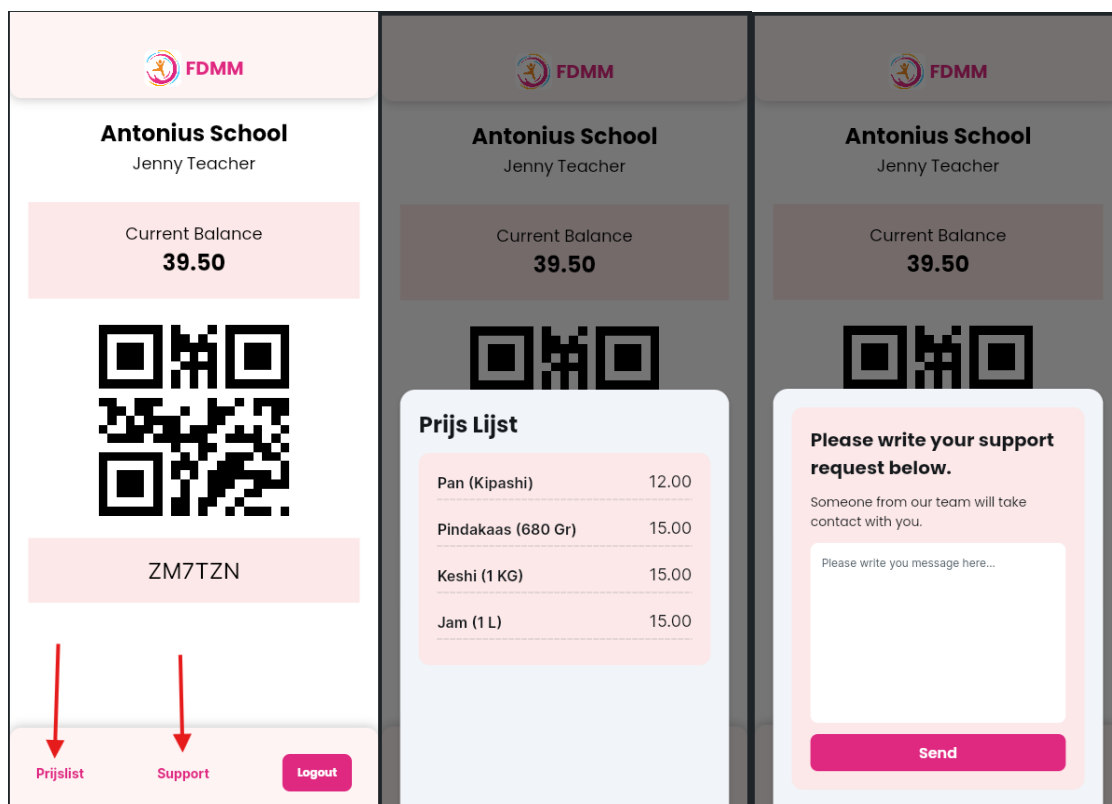 FDMM
Antonius School
Jenny Teacher
Current Balance
39.50
ZM7TZN
Prijslist
Support
Logout
FDMM
Antonius School
Jenny Teacher
Current Balance
39.50
Prijs Lijst
Pan (Kipashi) 12.00
Pindakaas (680 Gr) 15.00
Keshi (1 KG) 15.00
Jam (1 L) 15.00
FDMM
Antonius School
Jenny Teacher
Current Balance
39.50
Please write your support
request below.
Someone from our team will take
contact with you.
Please write you message here...
Send